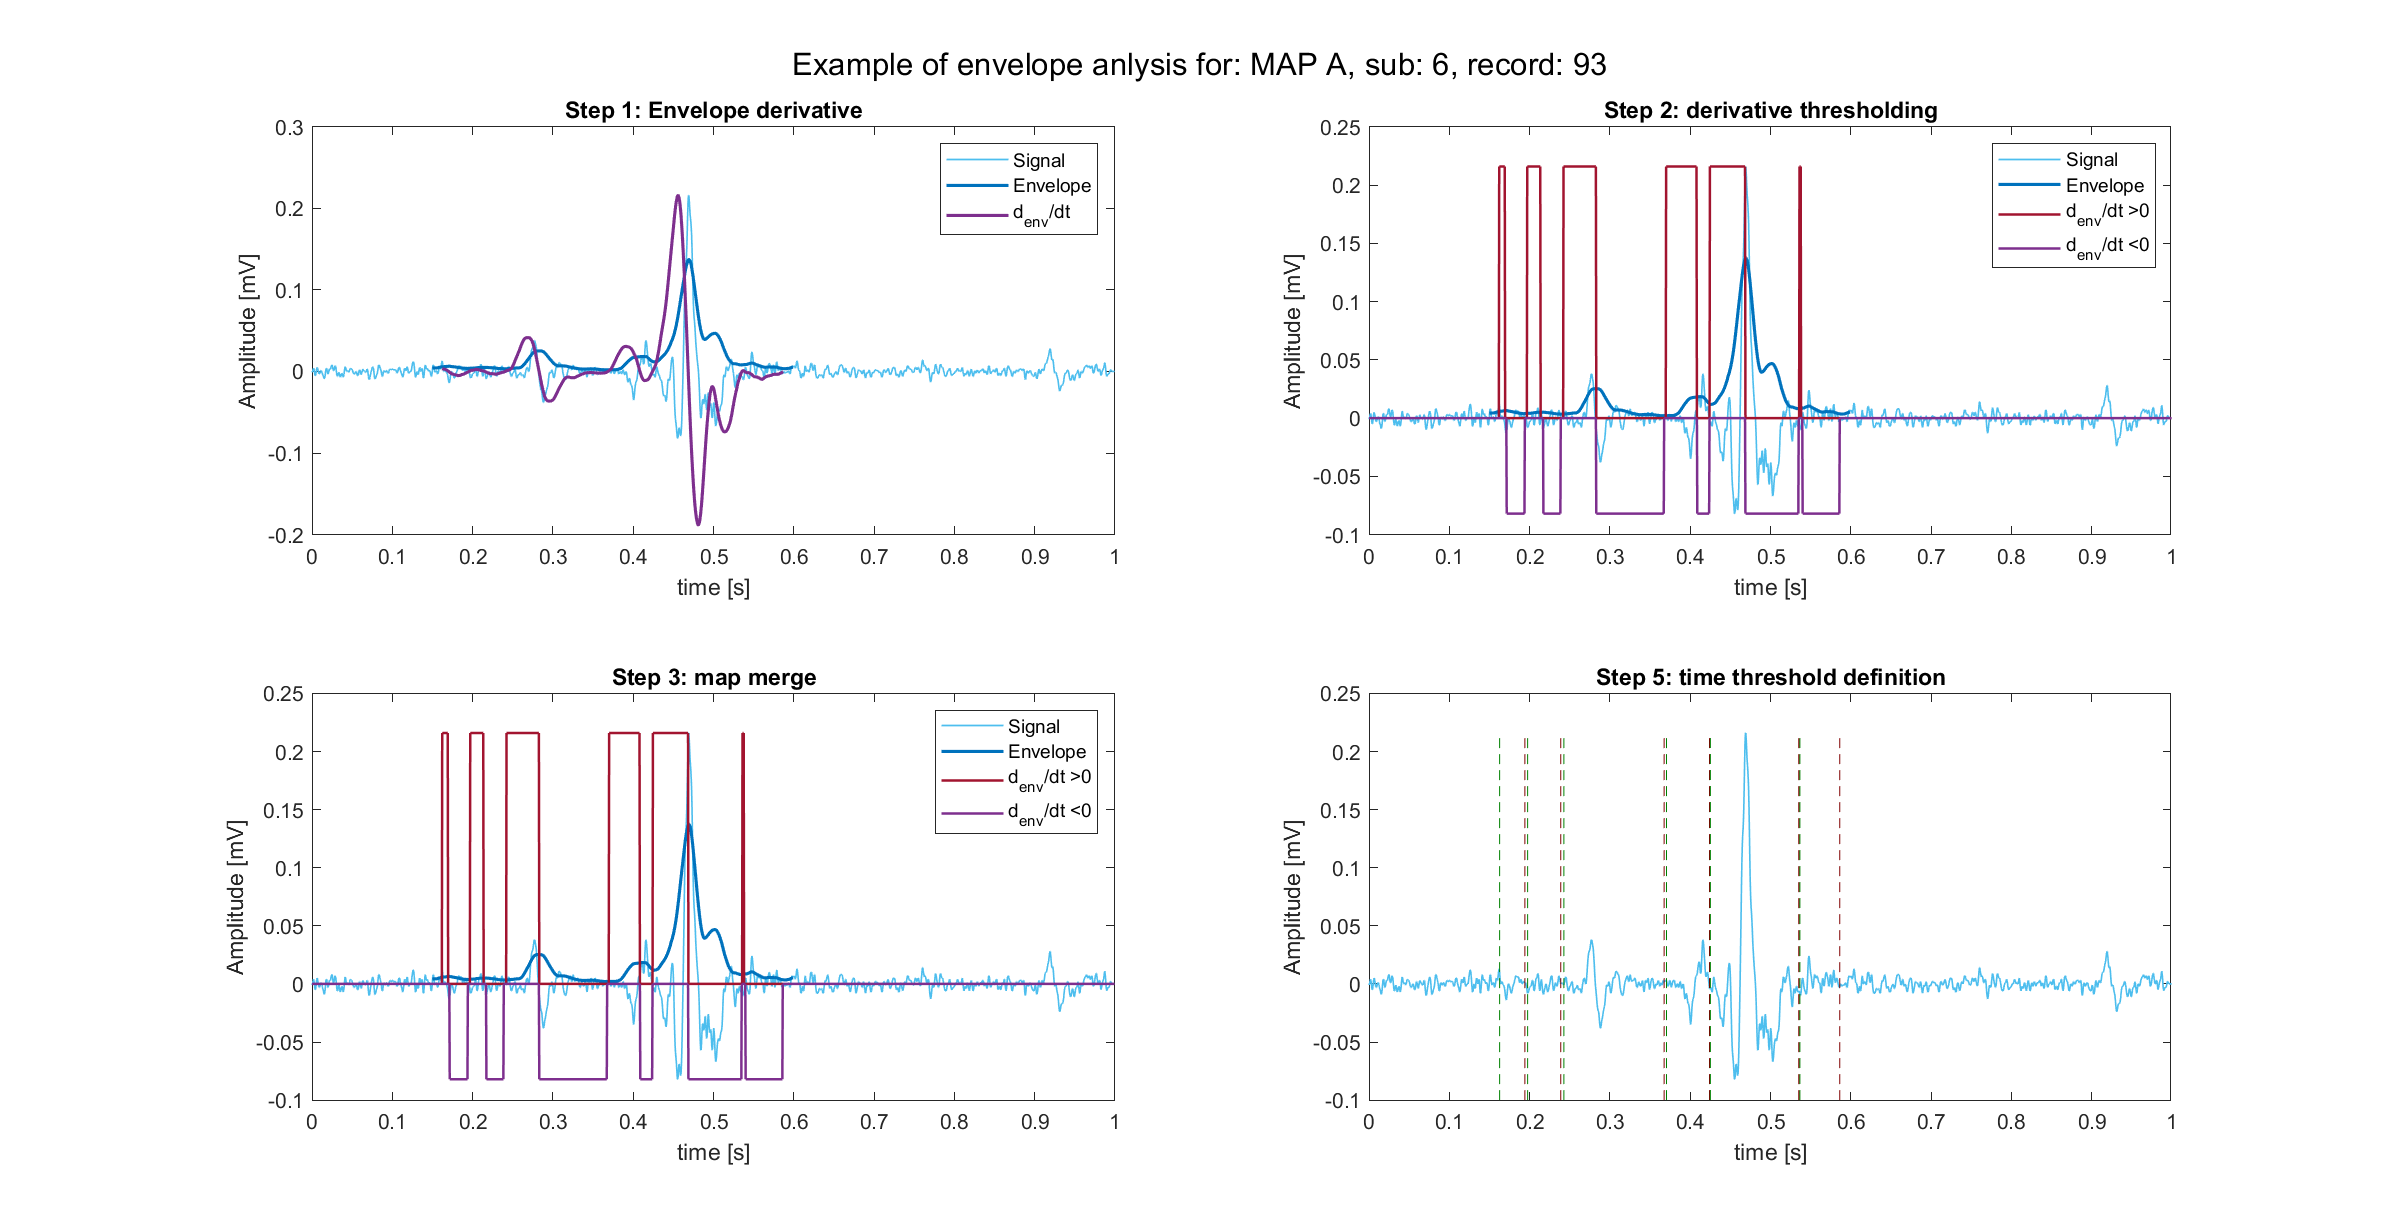 Example of envelope anlysis for: MAP A, sub: 6, record: 93
Step 1: Envelope derivative
0.3
0.2
0.1
0
-0.1
-0.2
Amplitude [mV]
Signal
Envelope
d_env/dt
0 0.1 0.2 0.3 0.4 0.5 0.6 0.7 0.8 0.9 1
time [s]
Step 2: derivative thresholding
0.25
0.2
0.15
0.1
0.05
0
-0.05
-0.1
Amplitude [mV]
Signal
Envelope
d_env/dt >0
d_env/dt <0
0 0.1 0.2 0.3 0.4 0.5 0.6 0.7 0.8 0.9 1
time [s]
Step 3: map merge
0.25
0.2
0.15
0.1
0.05
0
-0.05
-0.1
Amplitude [mV]
Signal
Envelope
d_env/dt >0
d_env/dt <0
0 0.1 0.2 0.3 0.4 0.5 0.6 0.7 0.8 0.9 1
time [s]
Step 5: time threshold definition
0.25
0.2
0.15
0.1
0.05
0
-0.05
-0.1
Amplitude [mV]
0 0.1 0.2 0.3 0.4 0.5 0.6 0.7 0.8 0.9 1
time [s]